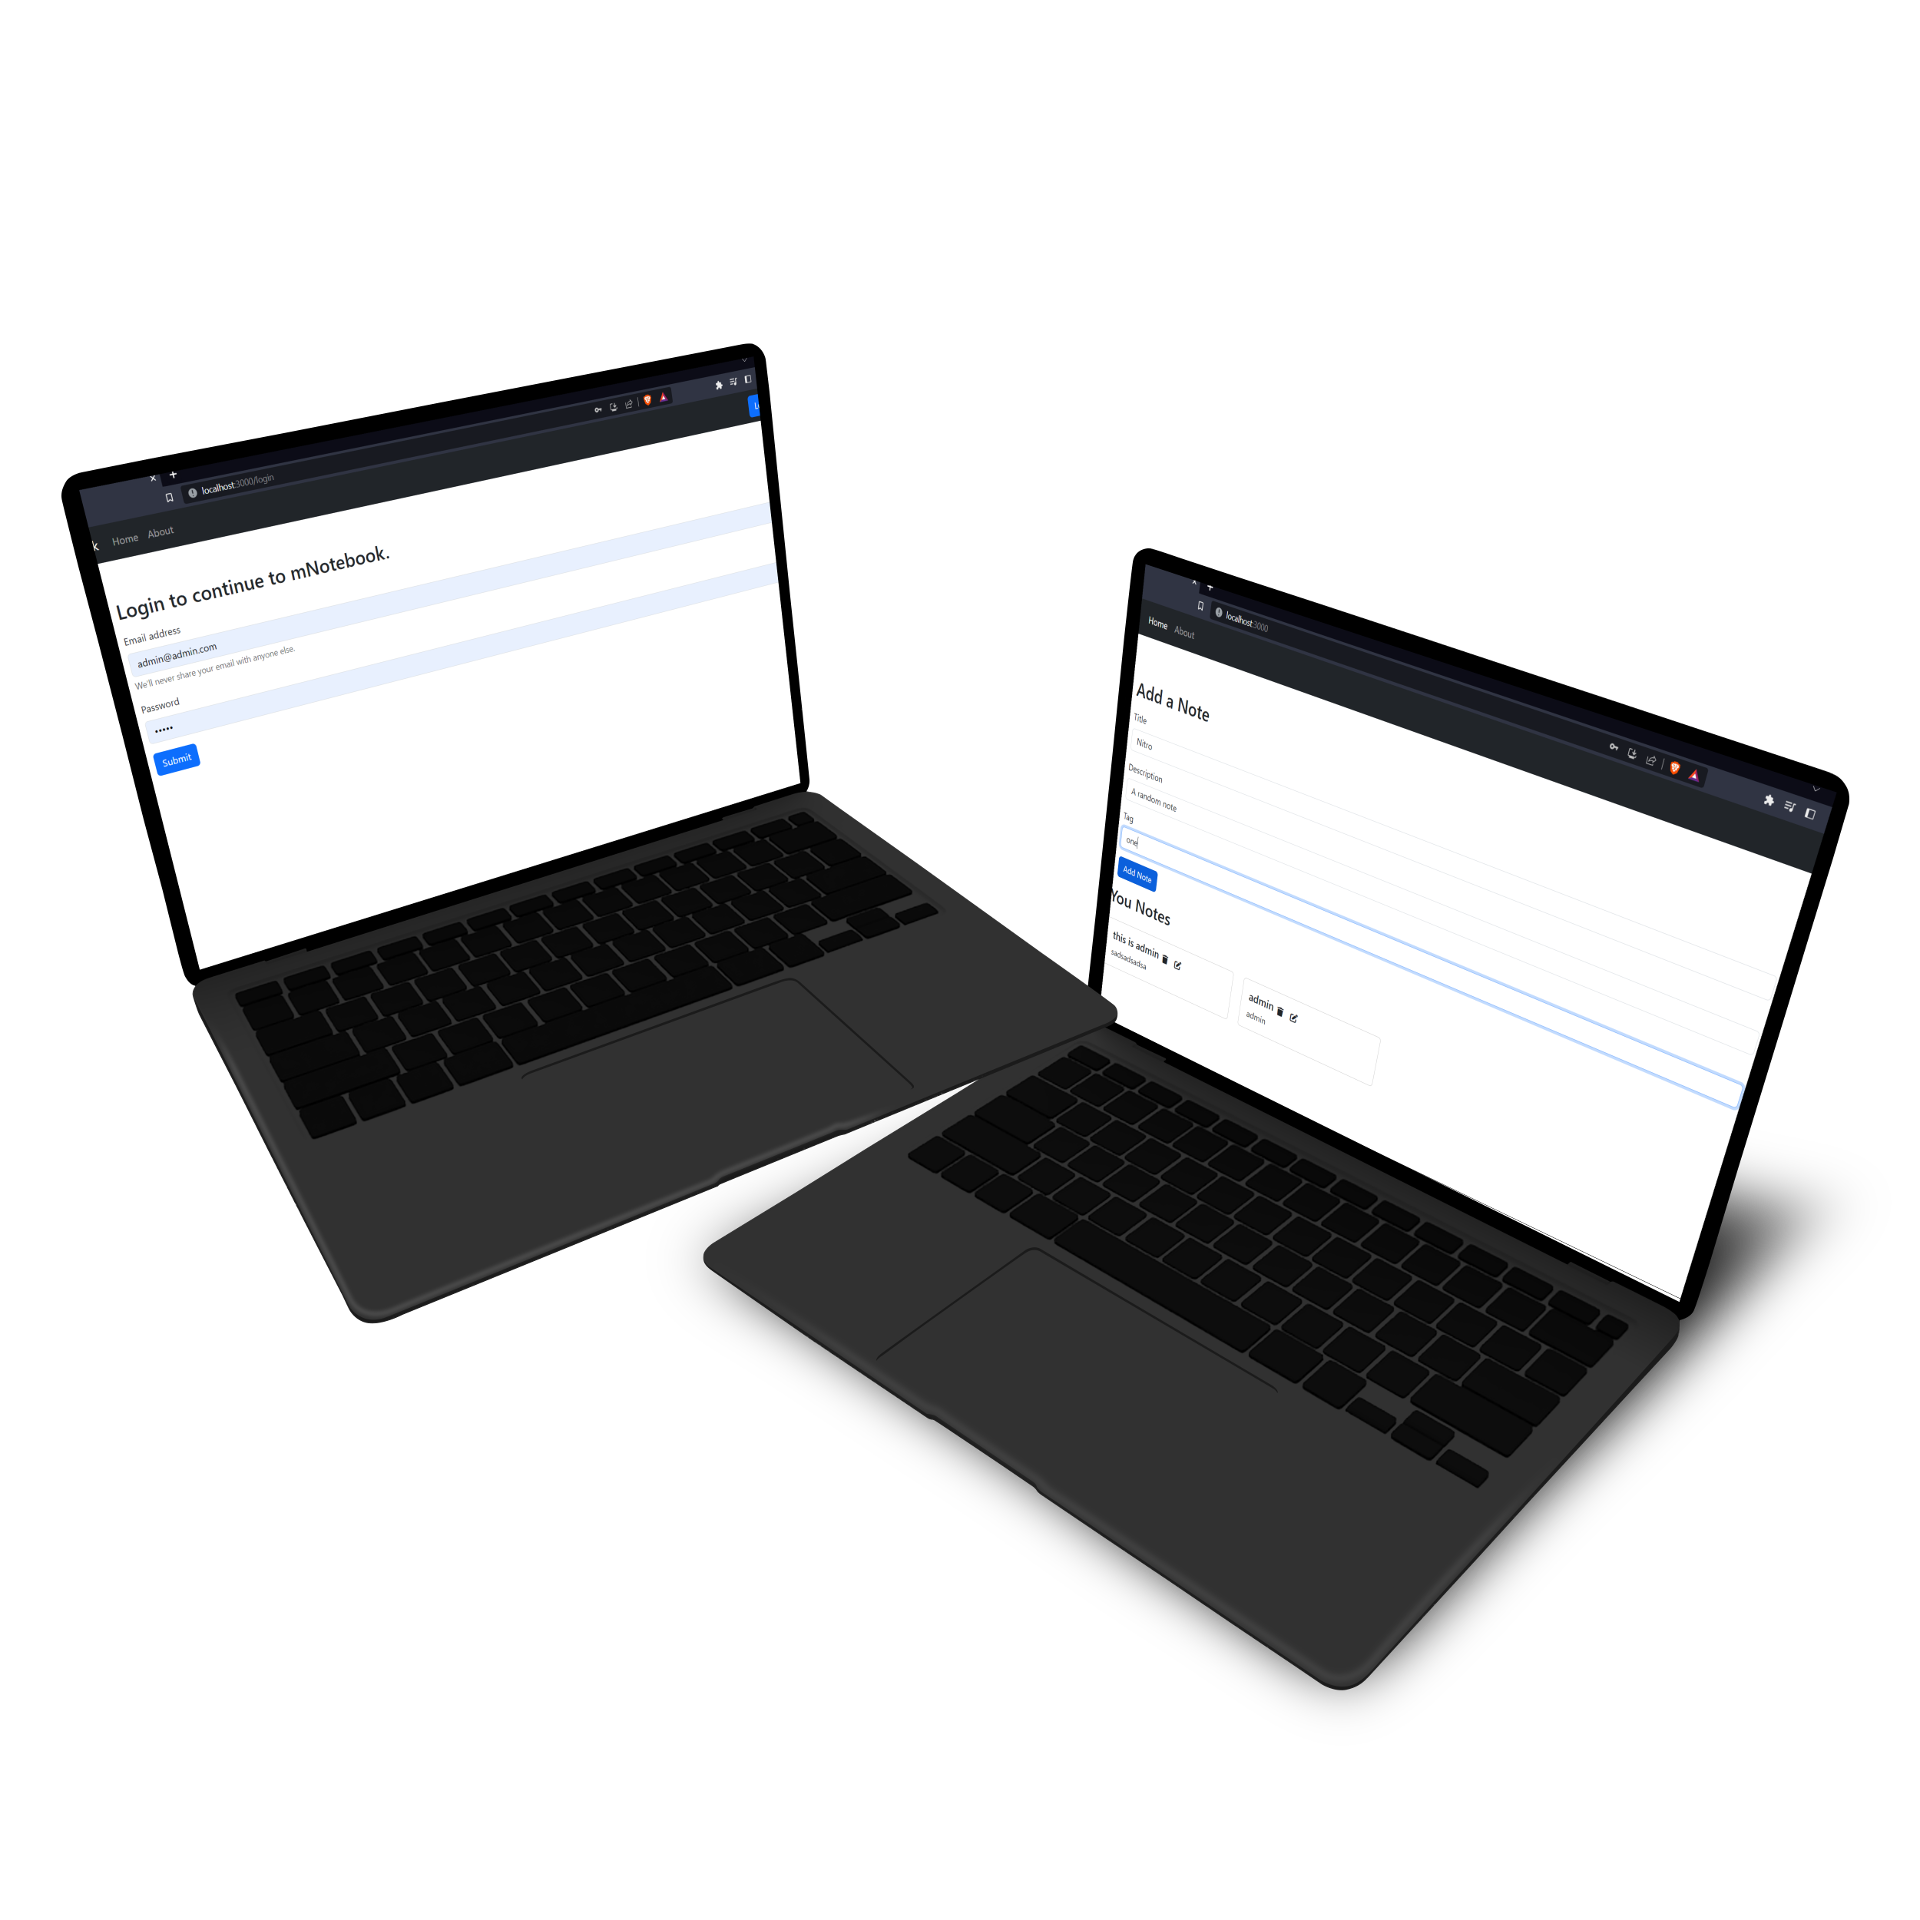 localhost:3000/login
k Home About
Login to continue to mNotebook.
Email address
admin@admin.com
We'll never share your email with anyone else.
Password
Submit
localhost:3000
Home About
Add a Note
Title
Nitro
Description
A random note
Tag
one
Add Note
You Notes
this is admin
sadsadsadsa
admin
admin